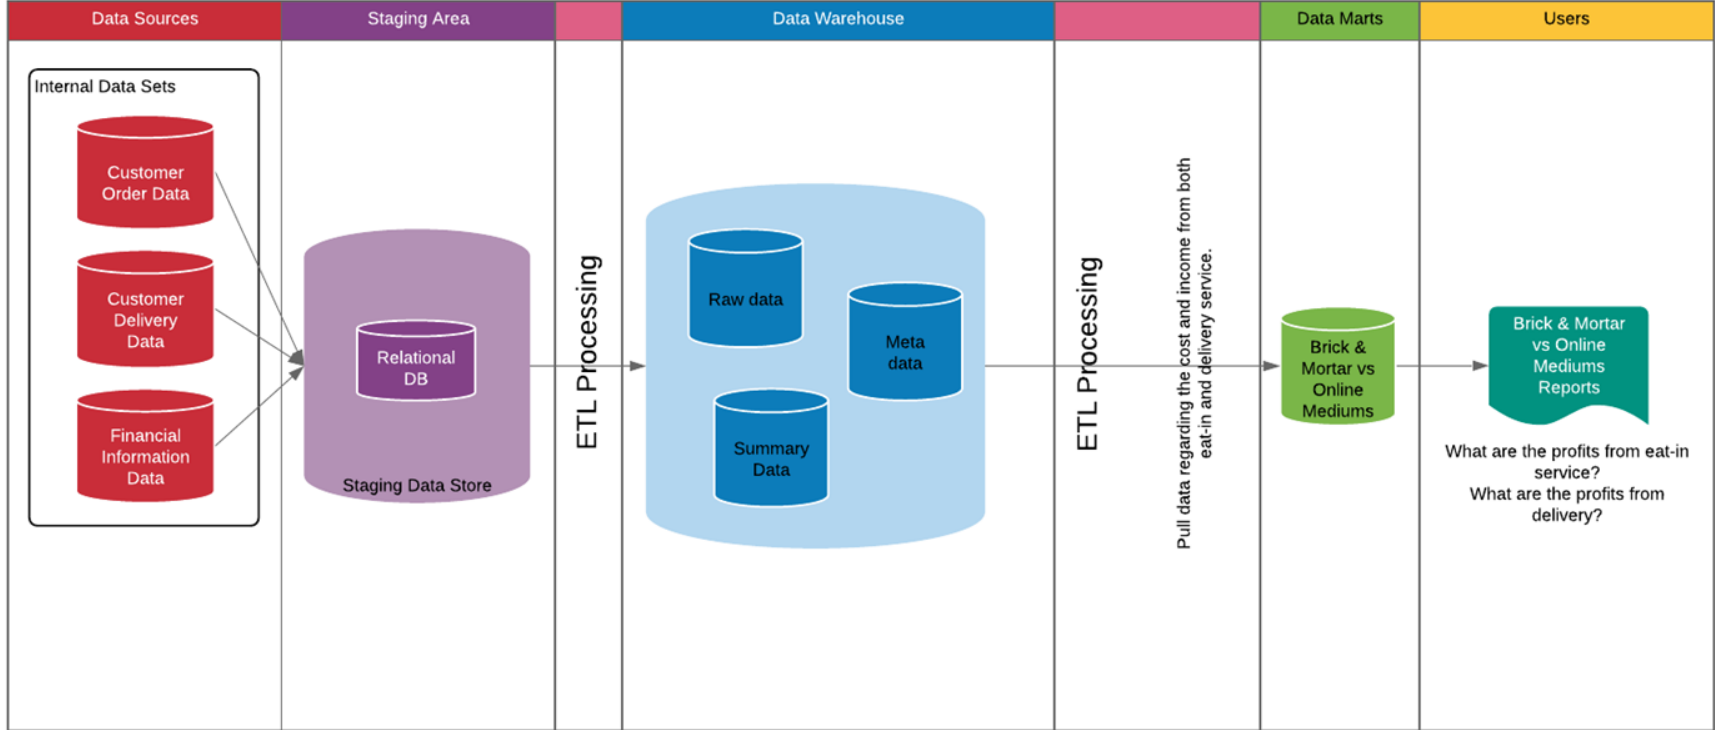 Data Sources
Staging Area
Data Warehouse
Data Marts
Users
Internal Data Sets
Customer
Order Data
Customer
Delivery
Data
Financial
Information
Data
Relational
DB
Staging Data Store
ETL Processing
Raw data
Meta
data
Summary
Data
ETL Processing
Pull data regarding the cost and income from both
eat-in and delivery service.
Brick &
Mortar vs
Online
Mediums
Brick & Mortar
vs Online
Mediums
Reports
What are the profits from eat-in
service?
What are the profits from
delivery?